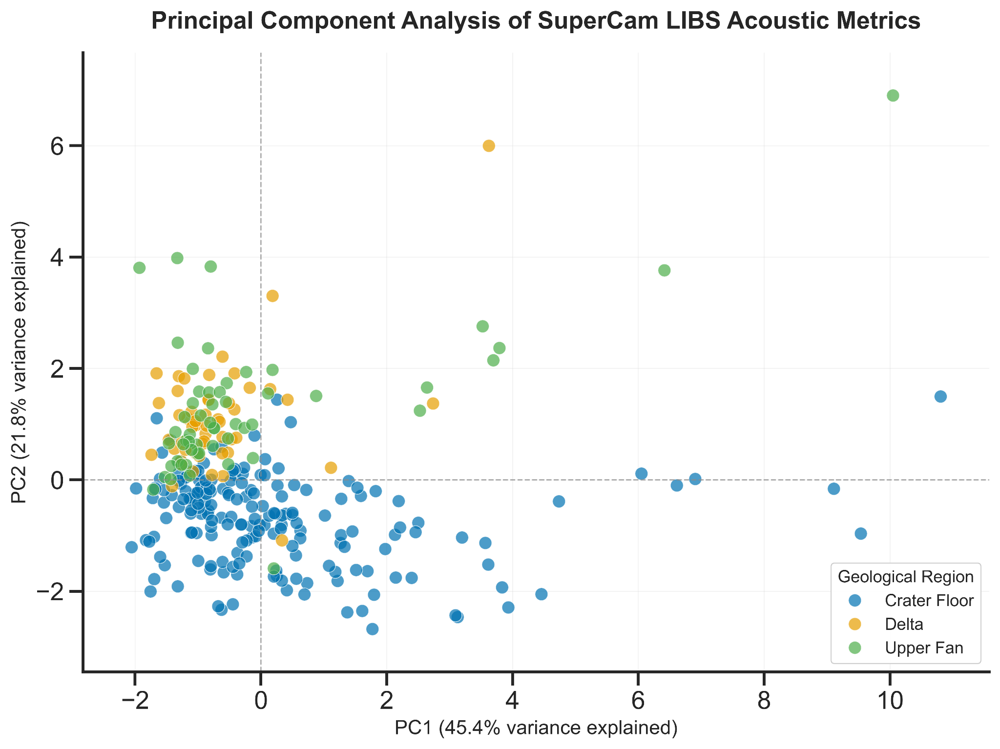 Principal Component Analysis of SuperCam LIBS Acoustic Metrics
PC2 (21.8% variance explained)
6
4
2
0
−2
−2
0
2
4
6
8
10
PC1 (45.4% variance explained)
Geological Region
Crater Floor
Delta
Upper Fan